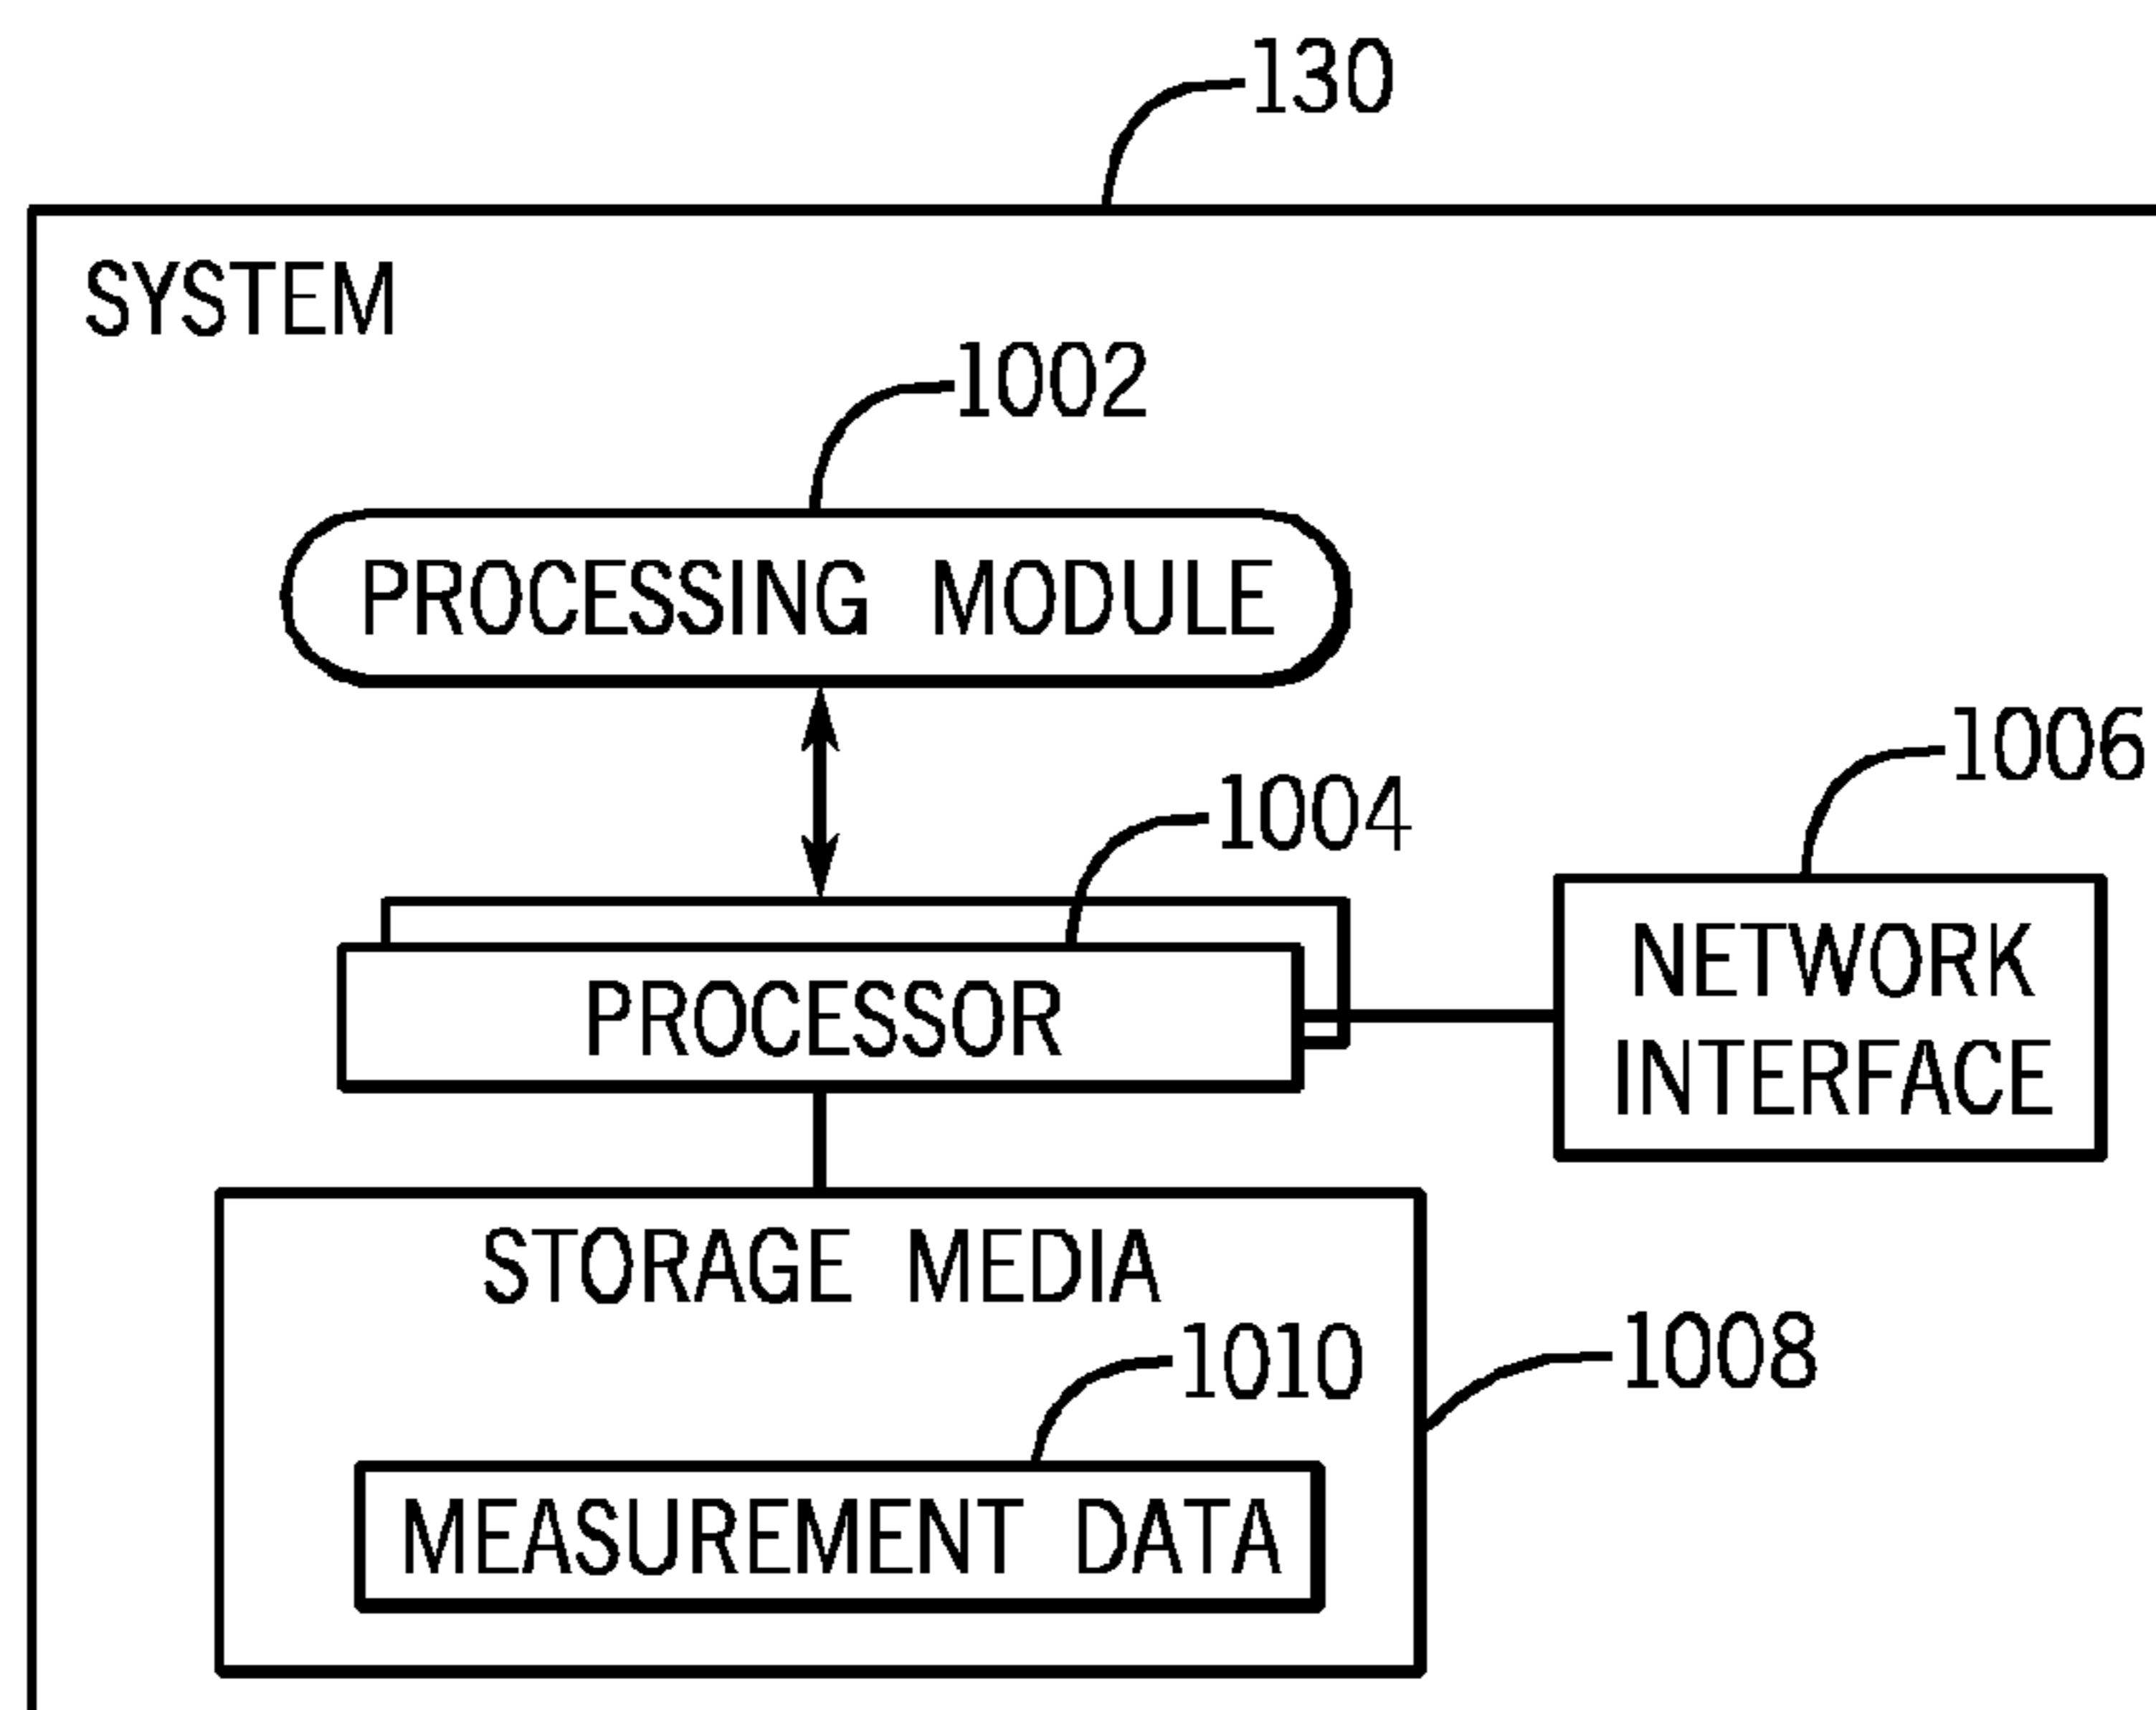 130
SYSTEM
1002
PROCESSING MODULE
1004
1006
PROCESSOR
NETWORK
INTERFACE
STORAGE MEDIA
1010
1008
MEASUREMENT DATA